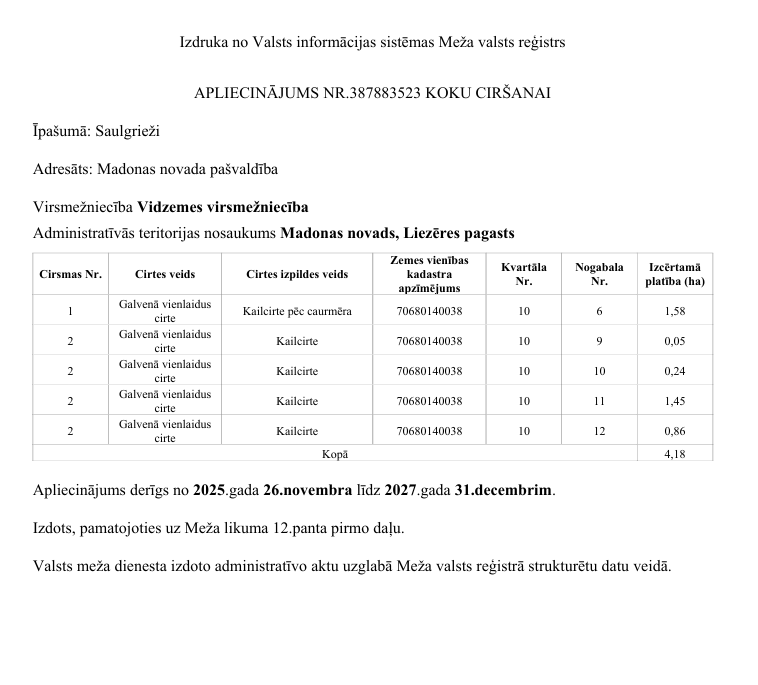 Izdruka no Valsts informācijas sistēmas Meža valsts reģistrs
APLIECINĀJUMS NR.387883523 KOKU CIRŠANAI
Īpašumā: Saulgrieži
Adresāts: Madonas novada pašvaldība
Virsmežniecība Vidzemes virsmežniecība
Administratīvās teritorijas nosaukums Madonas novads, Liezēres pagasts
Cirsmas Nr. Cirtes veids Cirtes izpildes veids Zemes vienības kadastra apzīmējums Kvartāla Nr. Nogabala Nr. Izcērtamā platība (ha)
1 Galvenā vienlaidus cirte Kailcirte pēc caurmēra 70680140038 10 6 1,58
2 Galvenā vienlaidus cirte Kailcirte 70680140038 10 9 0,05
2 Galvenā vienlaidus cirte Kailcirte 70680140038 10 10 0,24
2 Galvenā vienlaidus cirte Kailcirte 70680140038 10 11 1,45
2 Galvenā vienlaidus cirte Kailcirte 70680140038 10 12 0,86
Kopā 4,18
Apliecinājums derīgs no 2025.gada 26.novembra līdz 2027.gada 31.decembrim.
Izdots, pamatojoties uz Meža likuma 12.panta pirmo daļu.
Valsts meža dienesta izdoto administratīvo aktu uzglabā Meža valsts reģistrā strukturētu datu veidā.